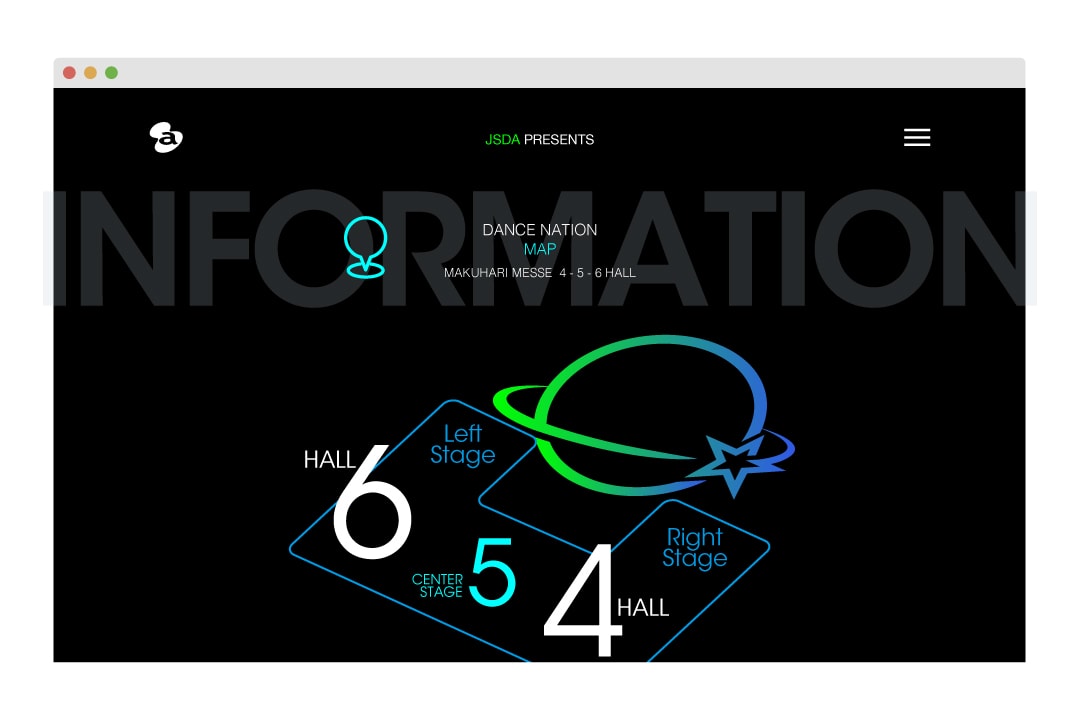 a
JSDA PRESENTS
INFORMATION
DANCE NATION
MAP
MAKUHARI MESSE 4 - 5 - 6 HALL
Left
Stage
HALL
6
Right
Stage
CENTER
STAGE
5
4
HALL